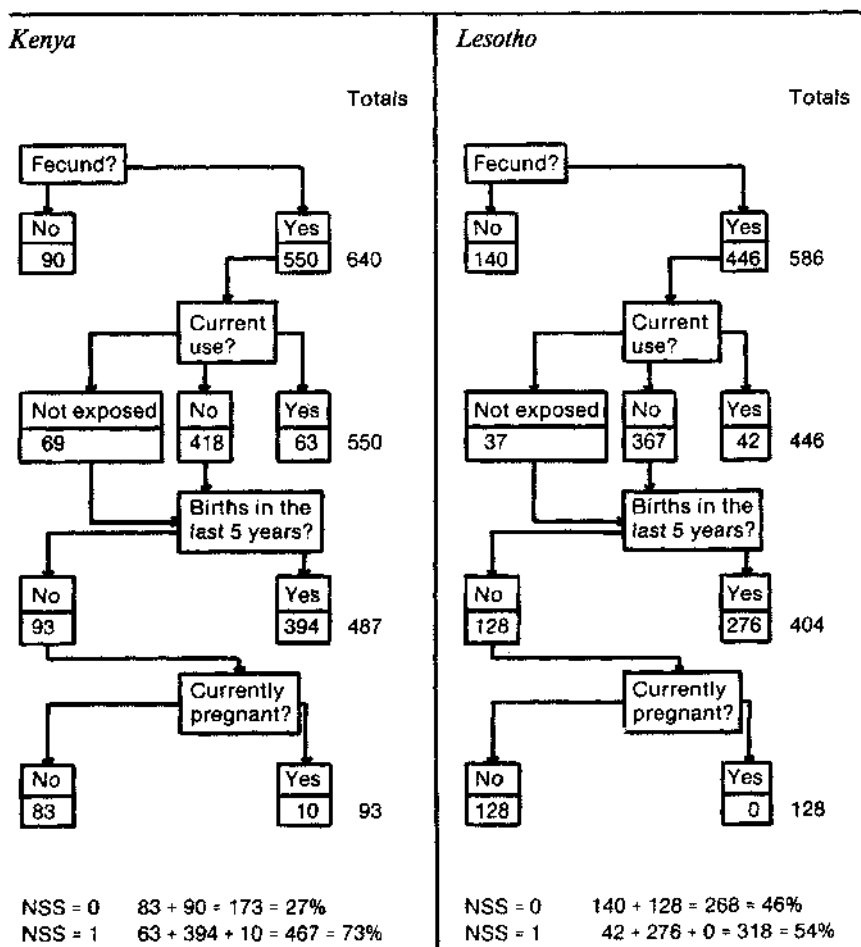 Kenya
Totals
Fecund?
No
Yes
90
550
640
Current
use?
Not exposed
No
Yes
69
418
63
550
Births in the
last 5 years?
No
Yes
93
394
487
Currently
pregnant?
No
Yes
83
10
93
NSS = 0 83 + 90 = 173 = 27%
NSS = 1 63 + 394 + 10 = 467 = 73%
Lesotho
Totals
Fecund?
No
Yes
140
446
586
Current
use?
Not exposed
No
Yes
37
367
42
446
Births in the
last 5 years?
No
Yes
128
276
404
Currently
pregnant?
No
Yes
128
0
128
NSS = 0 140 + 128 = 268 = 46%
NSS = 1 42 + 276 + 0 = 318 = 54%